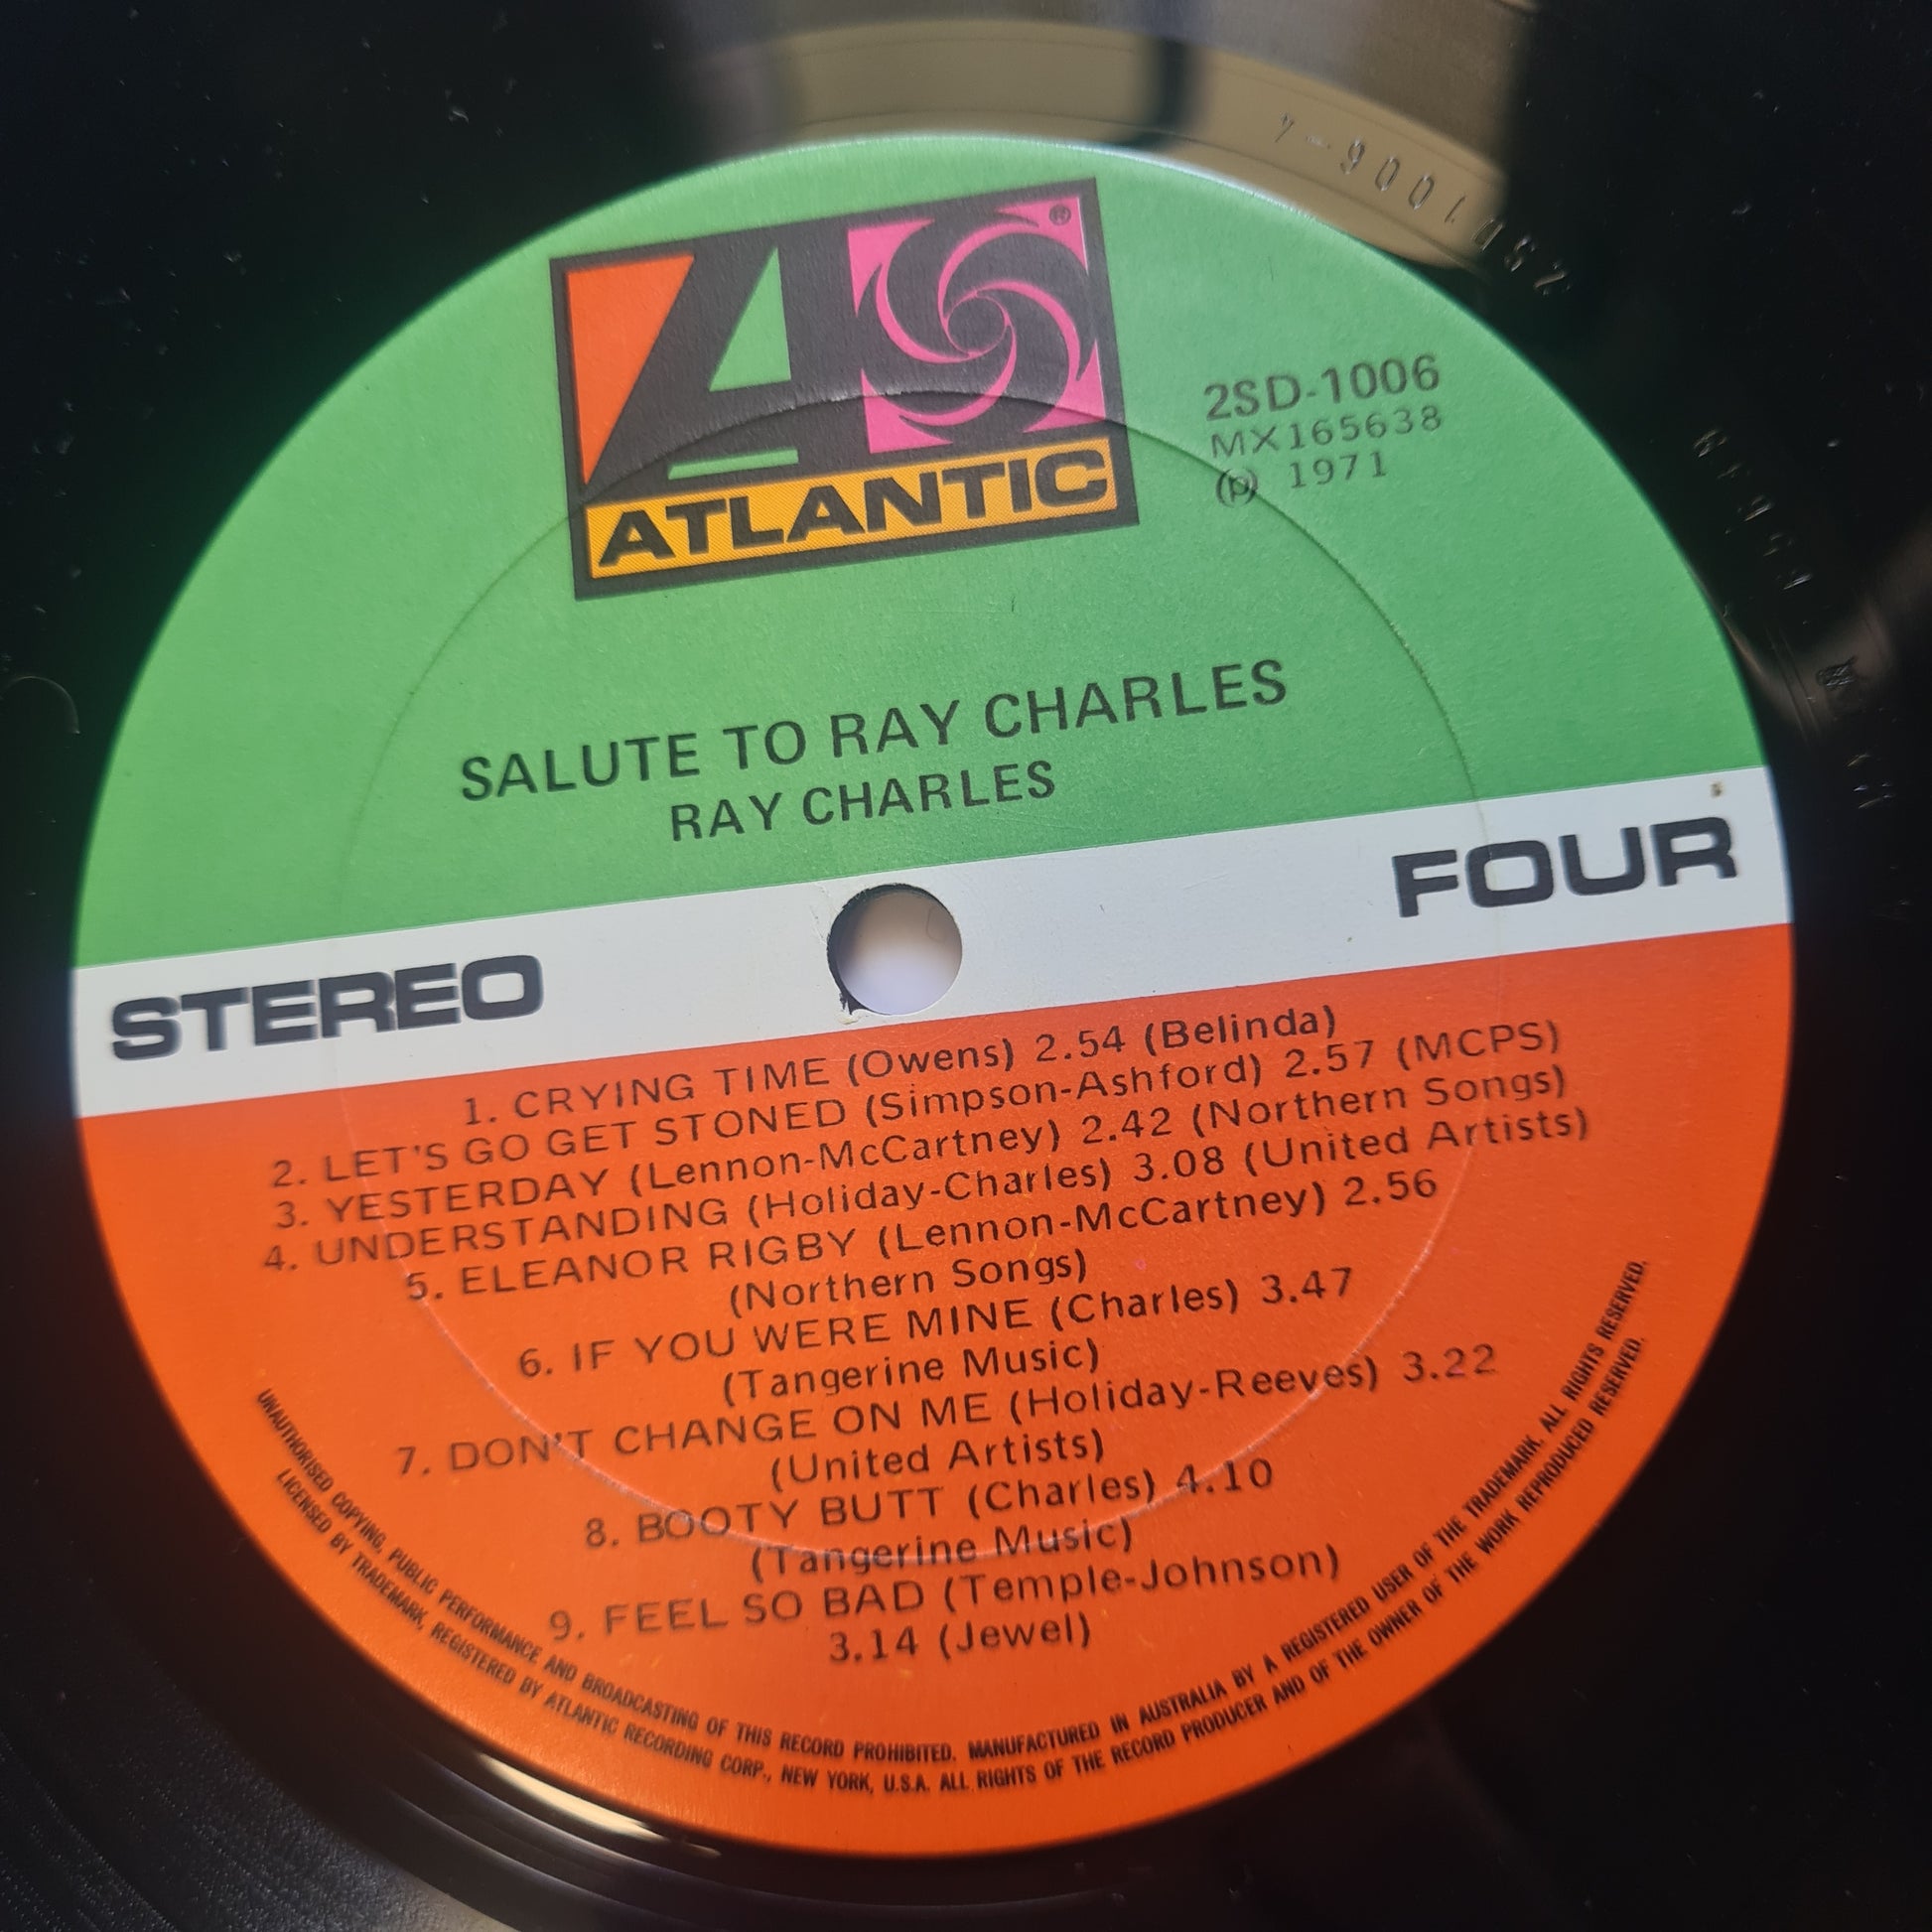 2SD1006-4
ATLANTIC
®
2SD-1006
MX165638
Ⓟ 1971
SALUTE TO RAY CHARLES
RAY CHARLES
STEREO
FOUR
1. CRYING TIME (Owens) 2.54 (Belinda)
2. LET'S GO GET STONED (Simpson-Ashford) 2.57 (MCPS)
3. YESTERDAY (Lennon-McCartney) 2.42 (Northern Songs)
4. UNDERSTANDING (Holiday-Charles) 3.08 (United Artists)
5. ELEANOR RIGBY (Lennon-McCartney) 2.56
(Northern Songs)
6. IF YOU WERE MINE (Charles) 3.47
(Tangerine Music)
7. DON'T CHANGE ON ME (Holiday-Reeves) 3.22
(United Artists)
8. BOOTY BUTT (Charles) 4.10
(Tangerine Music)
9. FEEL SO BAD (Temple-Johnson)
3.14 (Jewel)
UNAUTHORISED COPYING, PUBLIC PERFORMANCE AND BROADCASTING OF THIS RECORD PROHIBITED. MANUFACTURED IN AUSTRALIA BY A REGISTERED USER OF THE TRADEMARK. ALL RIGHTS RESERVED.
LICENSED BY TRADEMARK, REGISTERED BY ATLANTIC RECORDING CORP., NEW YORK, U.S.A. ALL RIGHTS OF THE RECORD PRODUCER AND OF THE OWNER OF THE WORK REPRODUCED RESERVED.